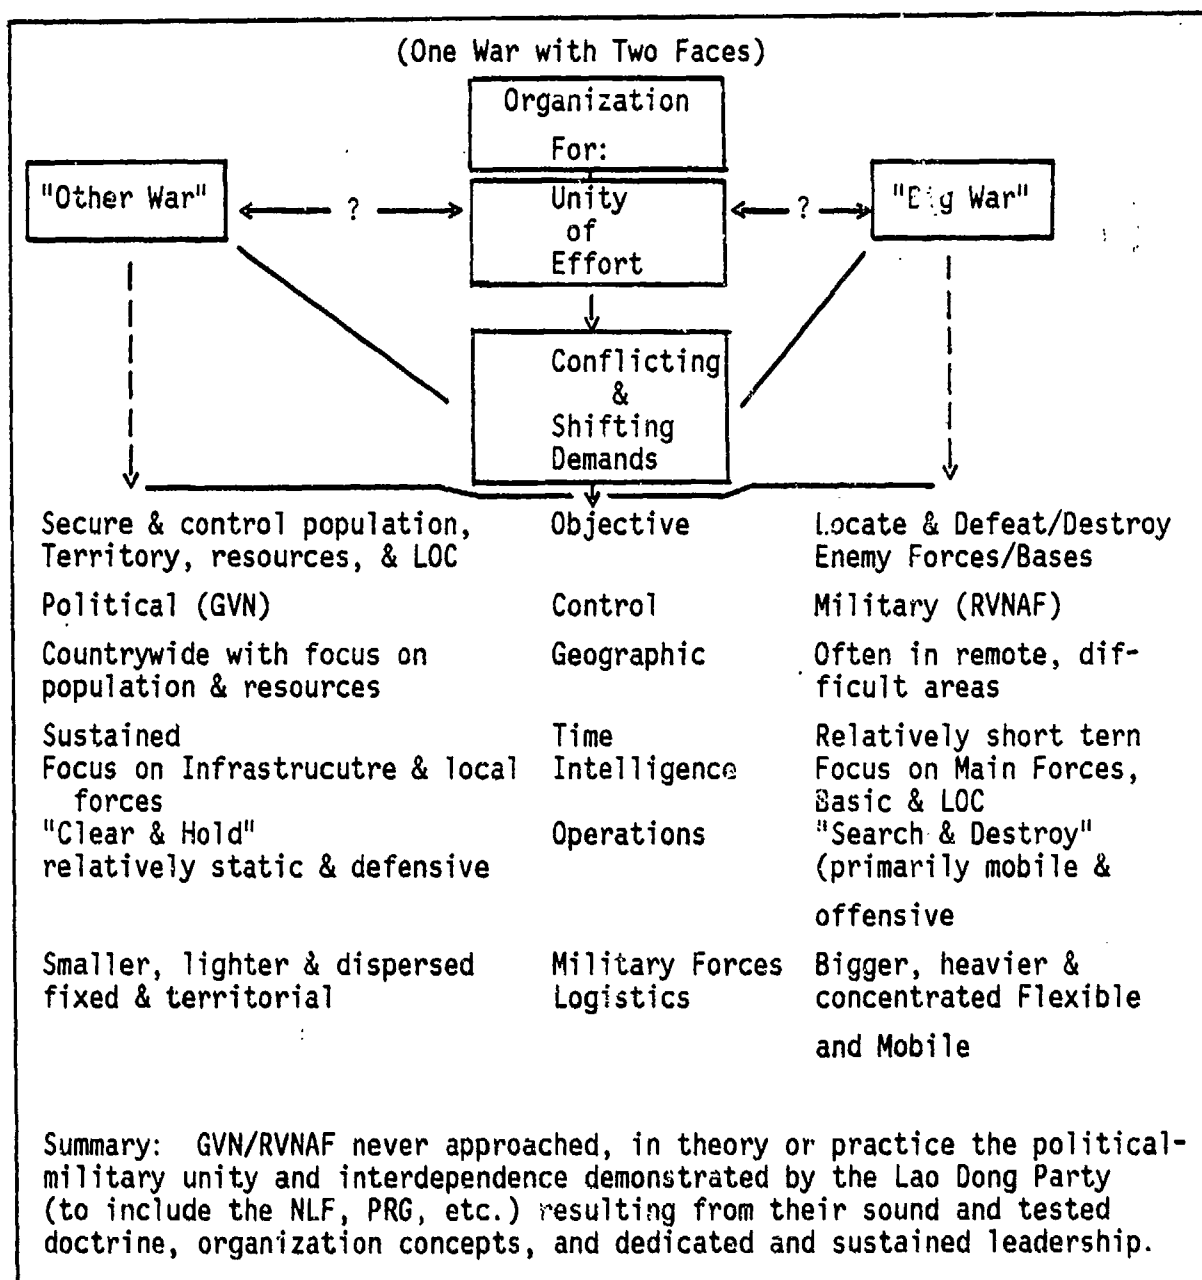 (One War with Two Faces)
Organization
For:
"Other War"
?
Unity
of
Effort
?
"Big War"
Conflicting
&
Shifting
Demands
Secure & control population, Objective Locate & Defeat/Destroy
Territory, resources, & LOC Enemy Forces/Bases
Political (GVN) Control Military (RVNAF)
Countrywide with focus on Geographic Often in remote, dif-
population & resources ficult areas
Sustained Time Relatively short tern
Focus on Infrastrucutre & local Intelligence Focus on Main Forces,
forces Basic & LOC
"Clear & Hold" Operations "Search & Destroy"
relatively static & defensive (primarily mobile &
offensive
Smaller, lighter & dispersed Military Forces Bigger, heavier &
fixed & territorial Logistics concentrated Flexible
and Mobile
Summary: GVN/RVNAF never approached, in theory or practice the political-
military unity and interdependence demonstrated by the Lao Dong Party
(to include the NLF, PRG, etc.) resulting from their sound and tested
doctrine, organization concepts, and dedicated and sustained leadership.